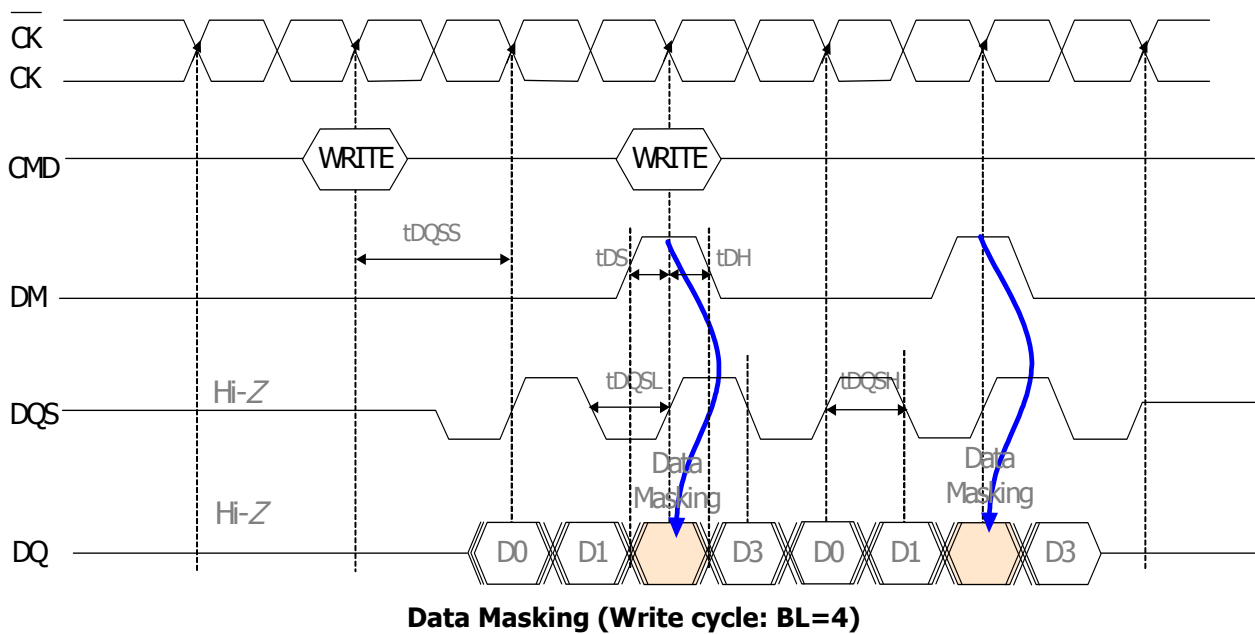 CK
CK
CMD
WRITE
WRITE
tDQSS
tDS
tDH
DM
Hi-Z
tDQSL
tDQSH
DQS
Data
Masking
Data
Masking
Hi-Z
DQ
D0
D1
D3
D0
D1
D3
Data Masking (Write cycle: BL=4)